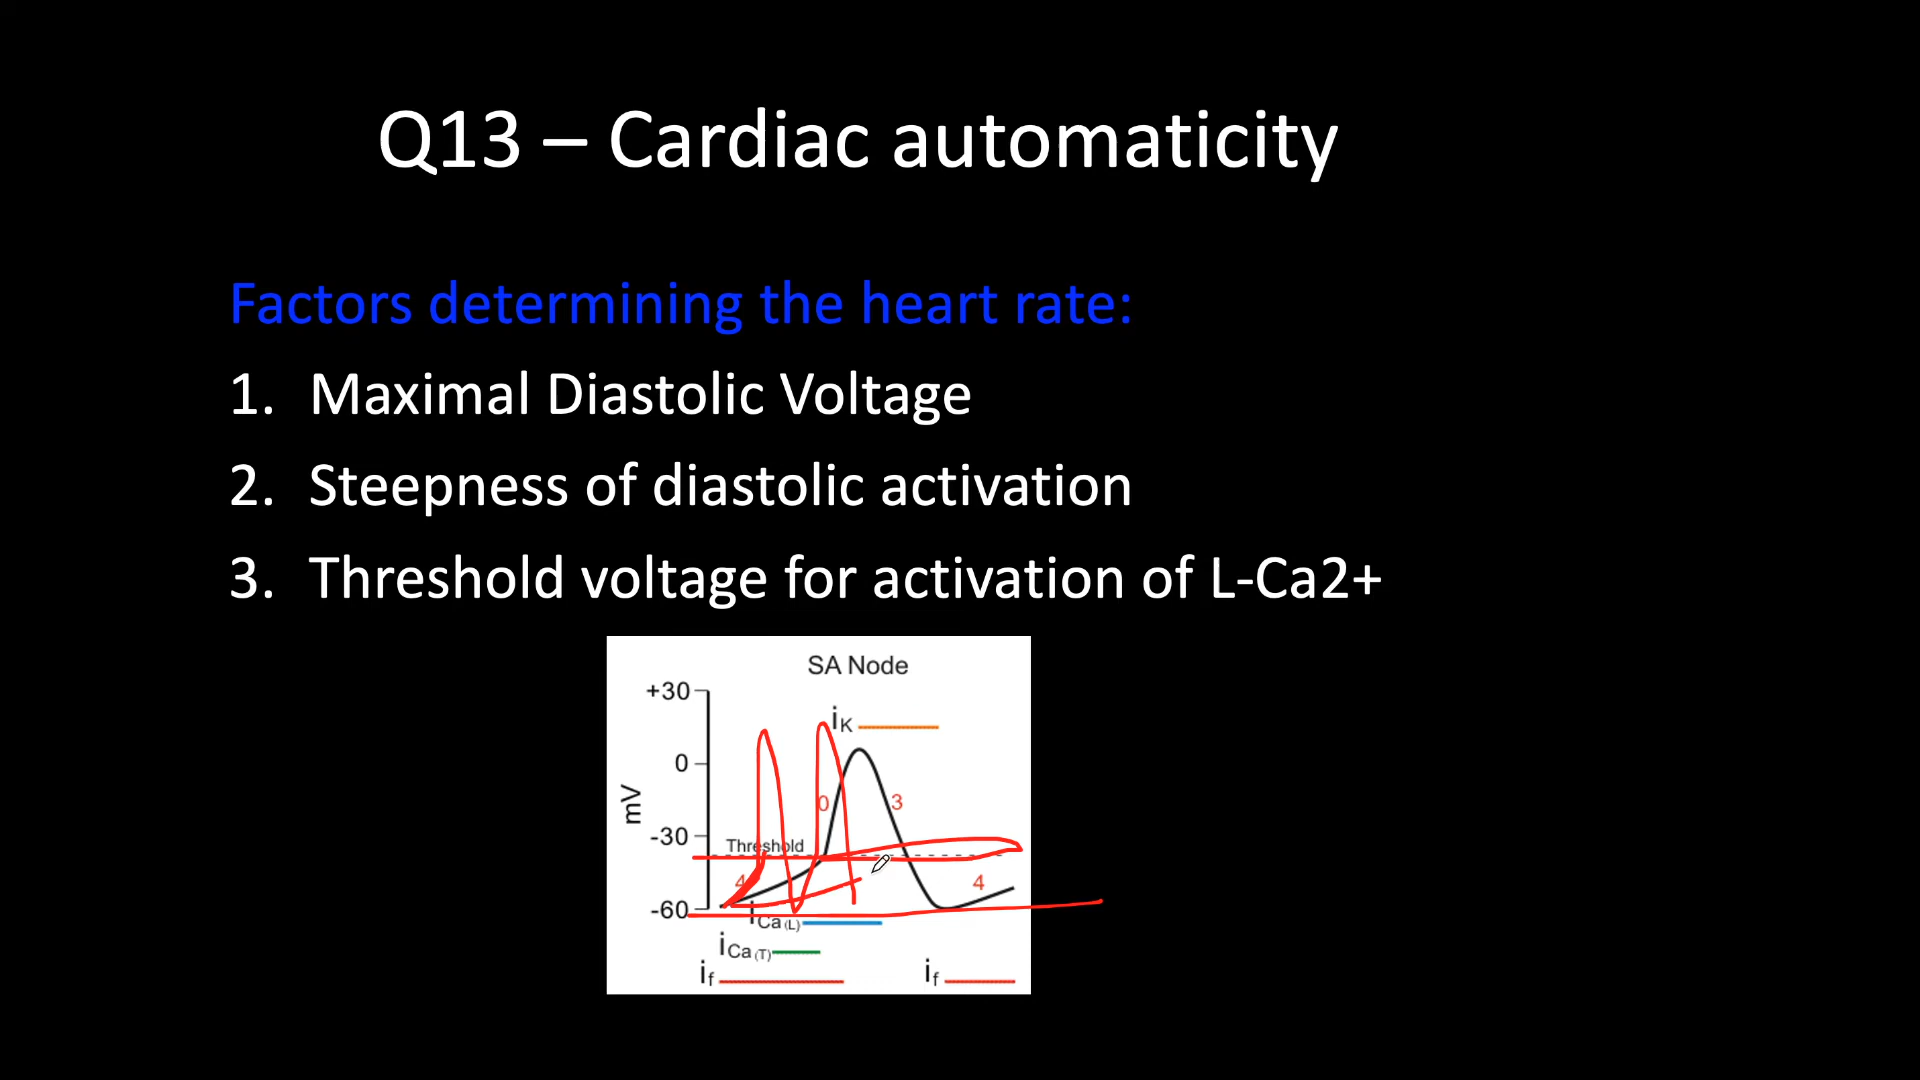 Q13 – Cardiac automaticity
Factors determining the heart rate:
1. Maximal Diastolic Voltage
2. Steepness of diastolic activation
3. Threshold voltage for activation of L-Ca2+
SA Node
+30
iK
0
0
3
mV
-30
Threshold
4
4
-60
iCa (L)
iCa (T)
if
if